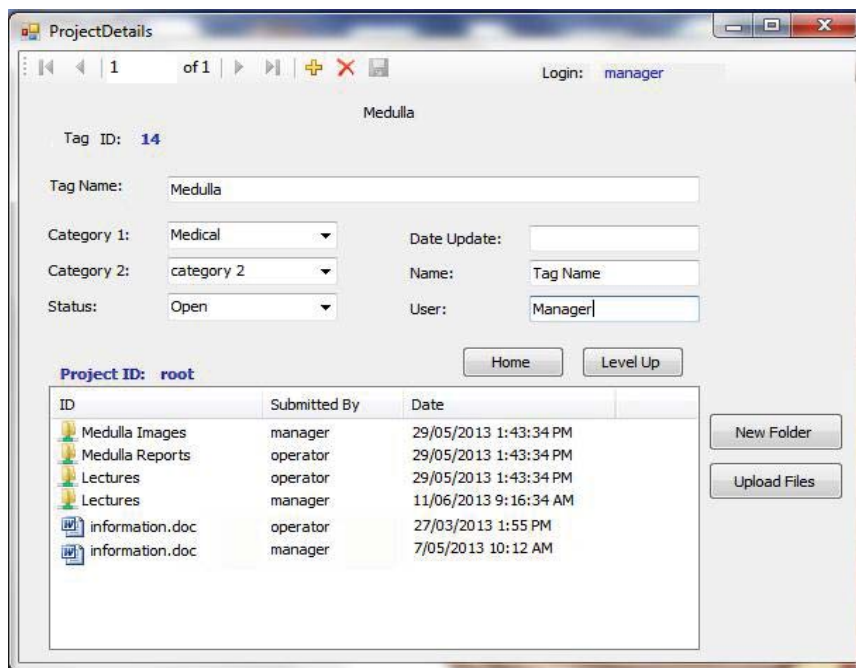 ProjectDetails
1 of 1 Login: manager
Medulla
Tag ID: 14
Tag Name: Medulla
Category 1: Medical Date Update:
Category 2: category 2 Name: Tag Name
Status: Open User: Manager
Home Level Up
Project ID: root
ID Submitted By Date
Medulla Images manager 29/05/2013 1:43:34 PM
New Folder
Medulla Reports operator 29/05/2013 1:43:34 PM
Lectures operator 29/05/2013 1:43:34 PM
Upload Files
Lectures manager 11/06/2013 9:16:34 AM
information.doc operator 27/03/2013 1:55 PM
information.doc manager 7/05/2013 10:12 AM